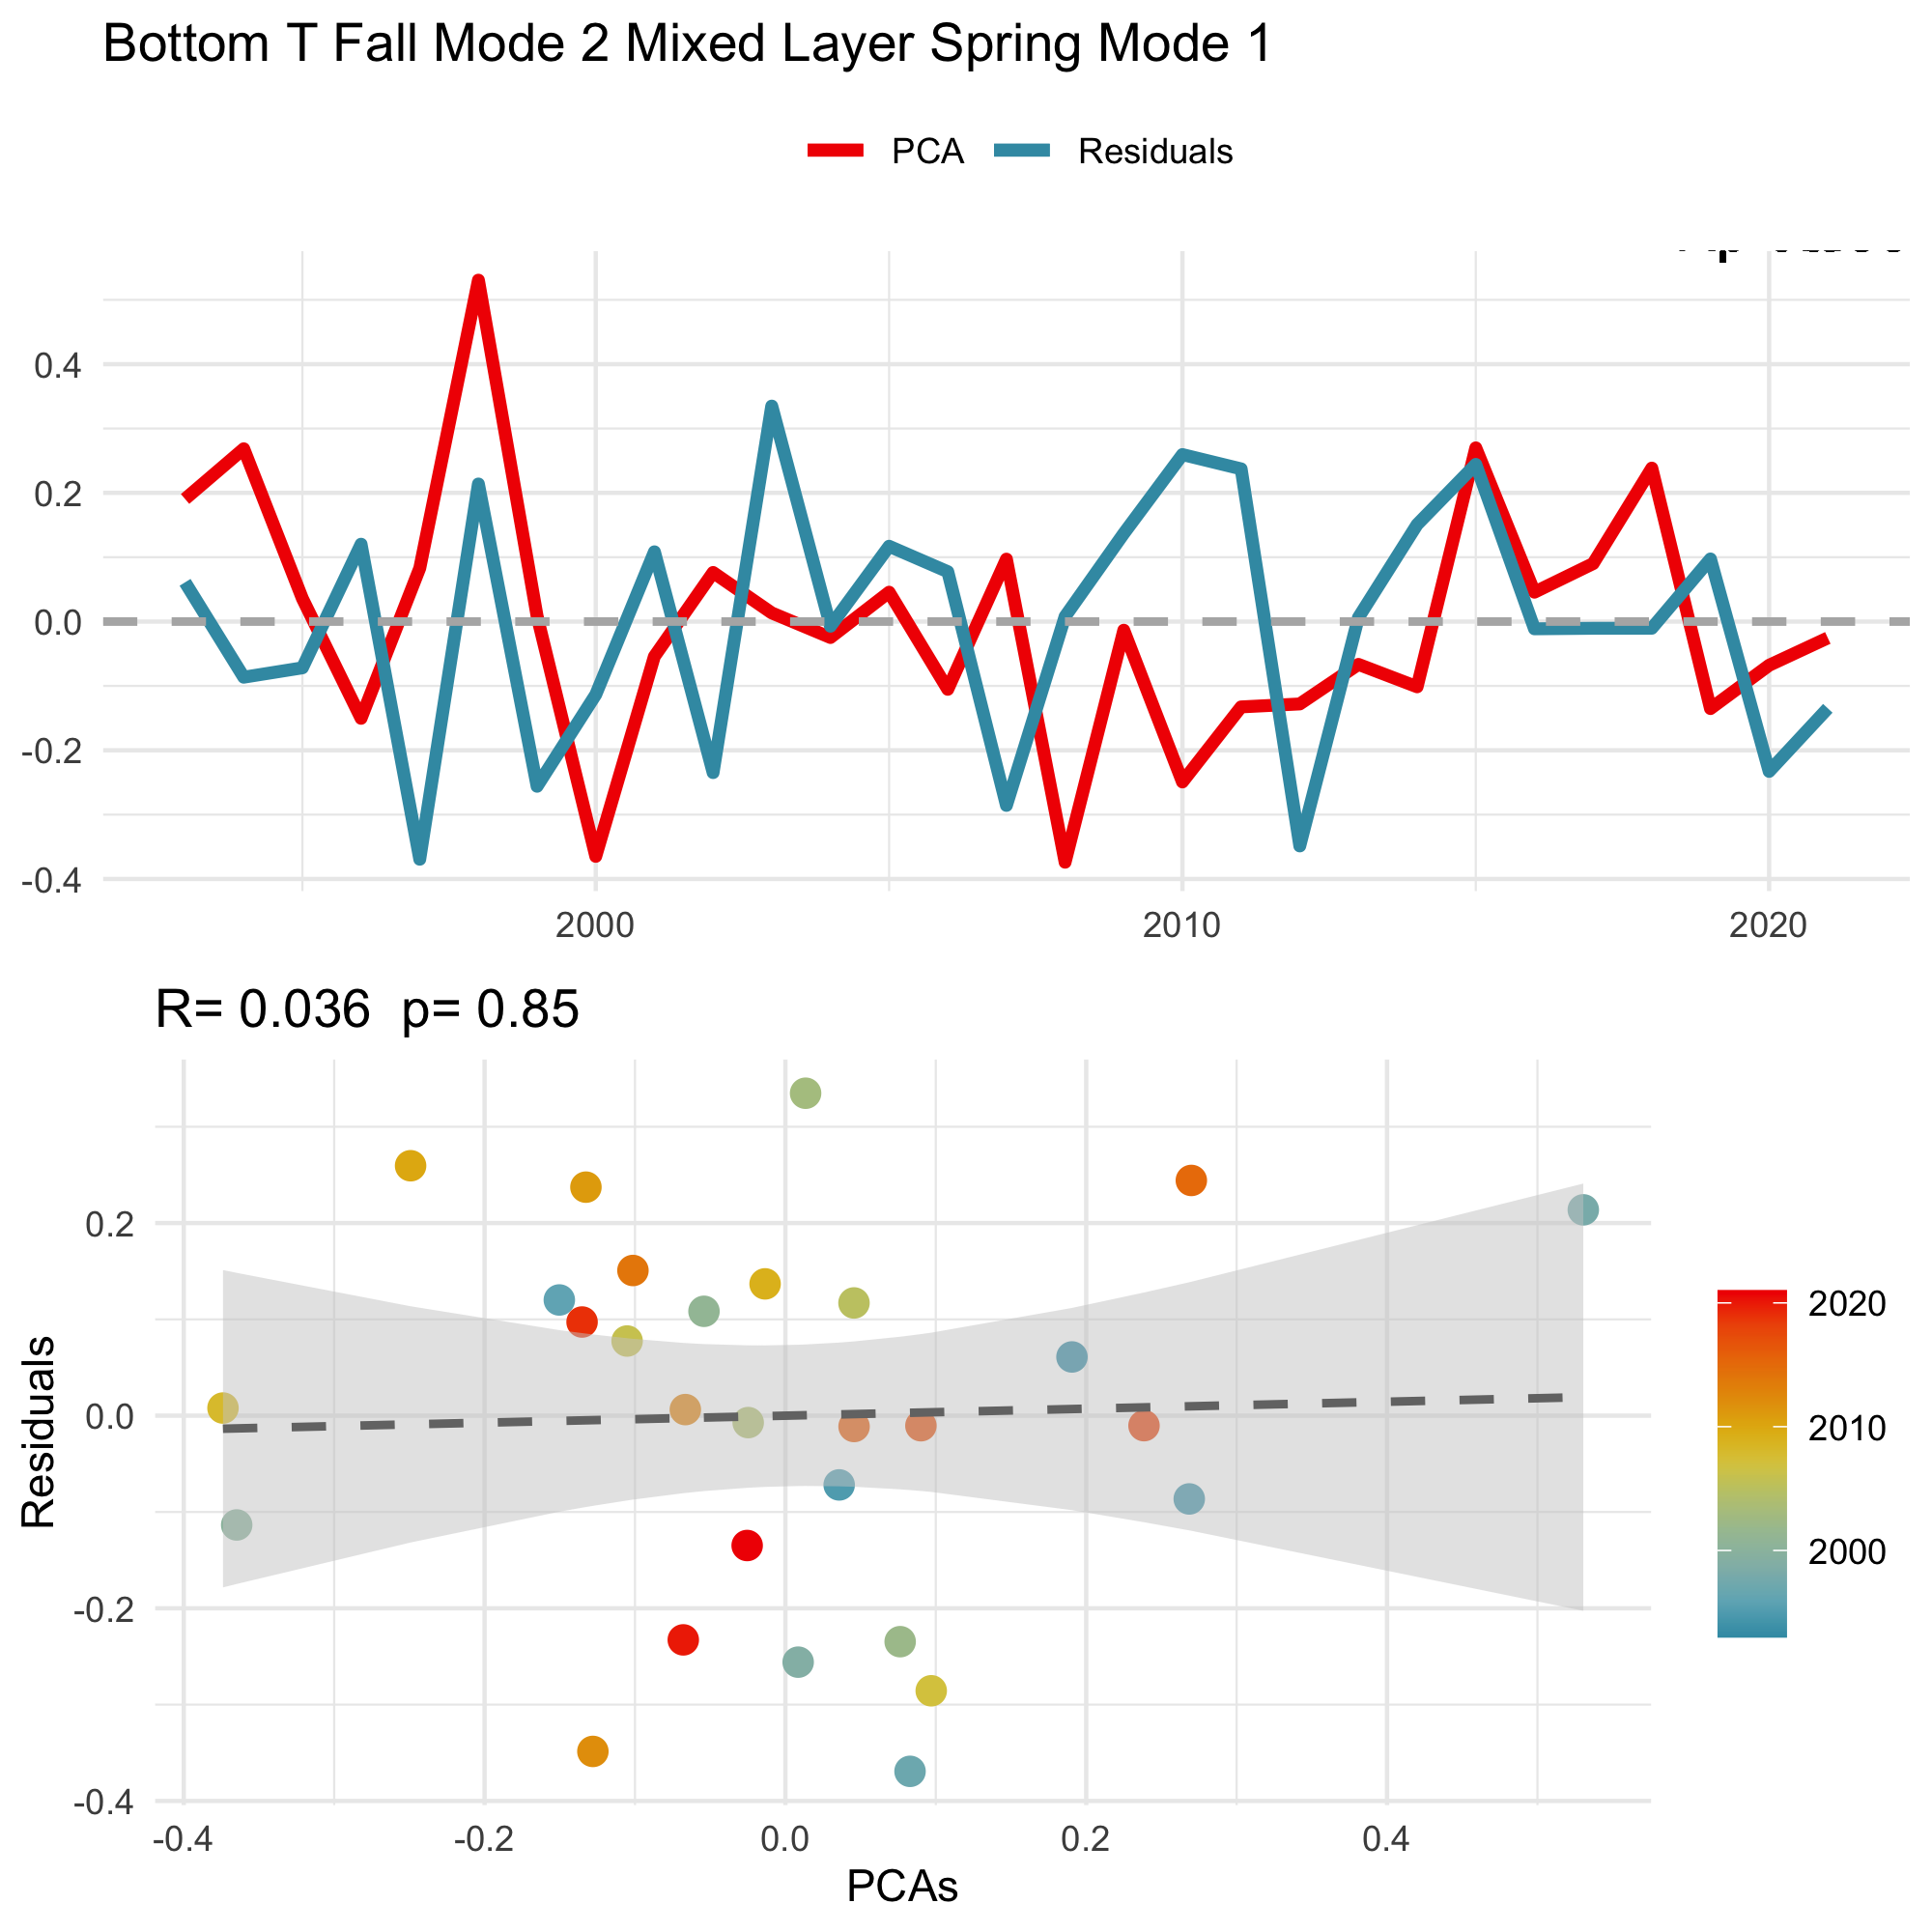 Bottom T Fall Mode 2 Mixed Layer Spring Mode 1
PCA Residuals
0.4
0.2
0.0
-0.2
-0.4
2000 2010 2020
R= 0.036 p= 0.85
Residuals
0.2
0.0
-0.2
-0.4
-0.4 -0.2 0.0 0.2 0.4
PCAs
2020
2010
2000